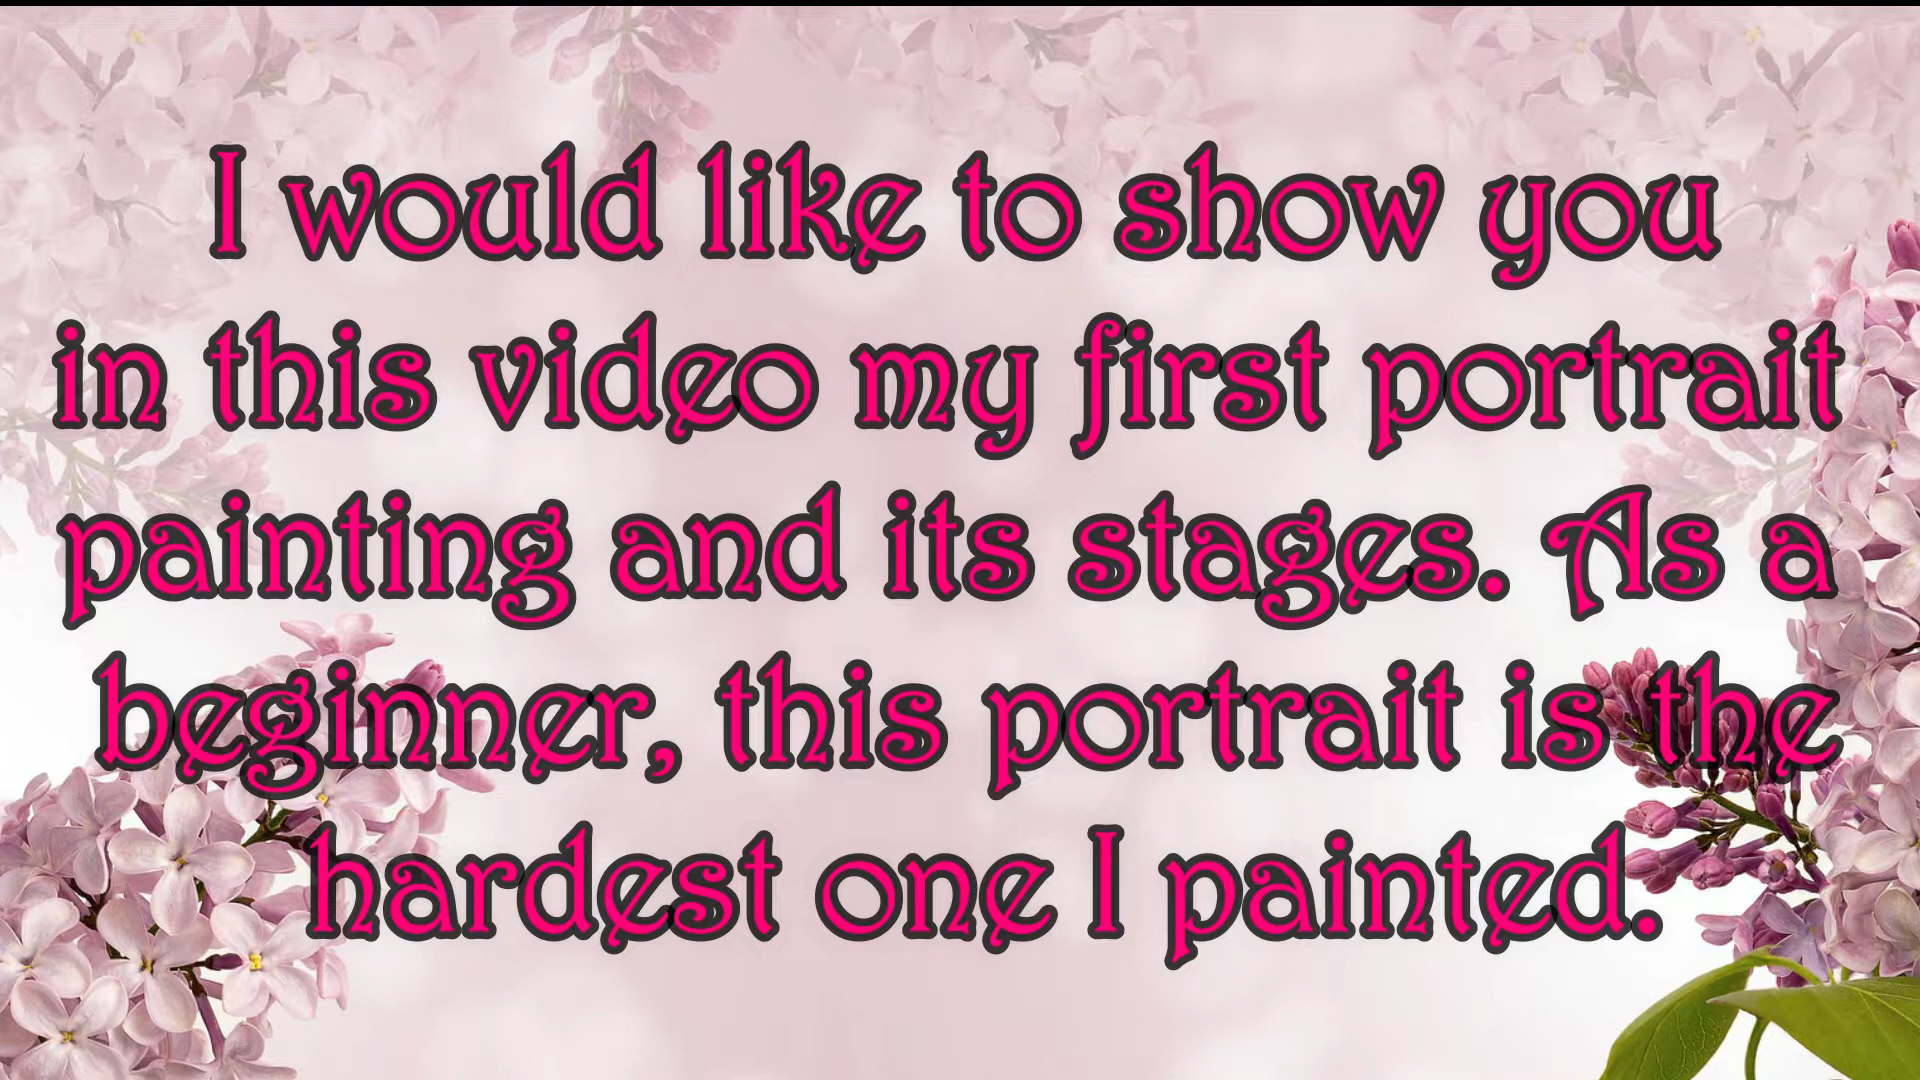 I would like to show you
in this video my first portrait
painting and its stages. As a
beginner, this portrait is the
hardest one I painted.